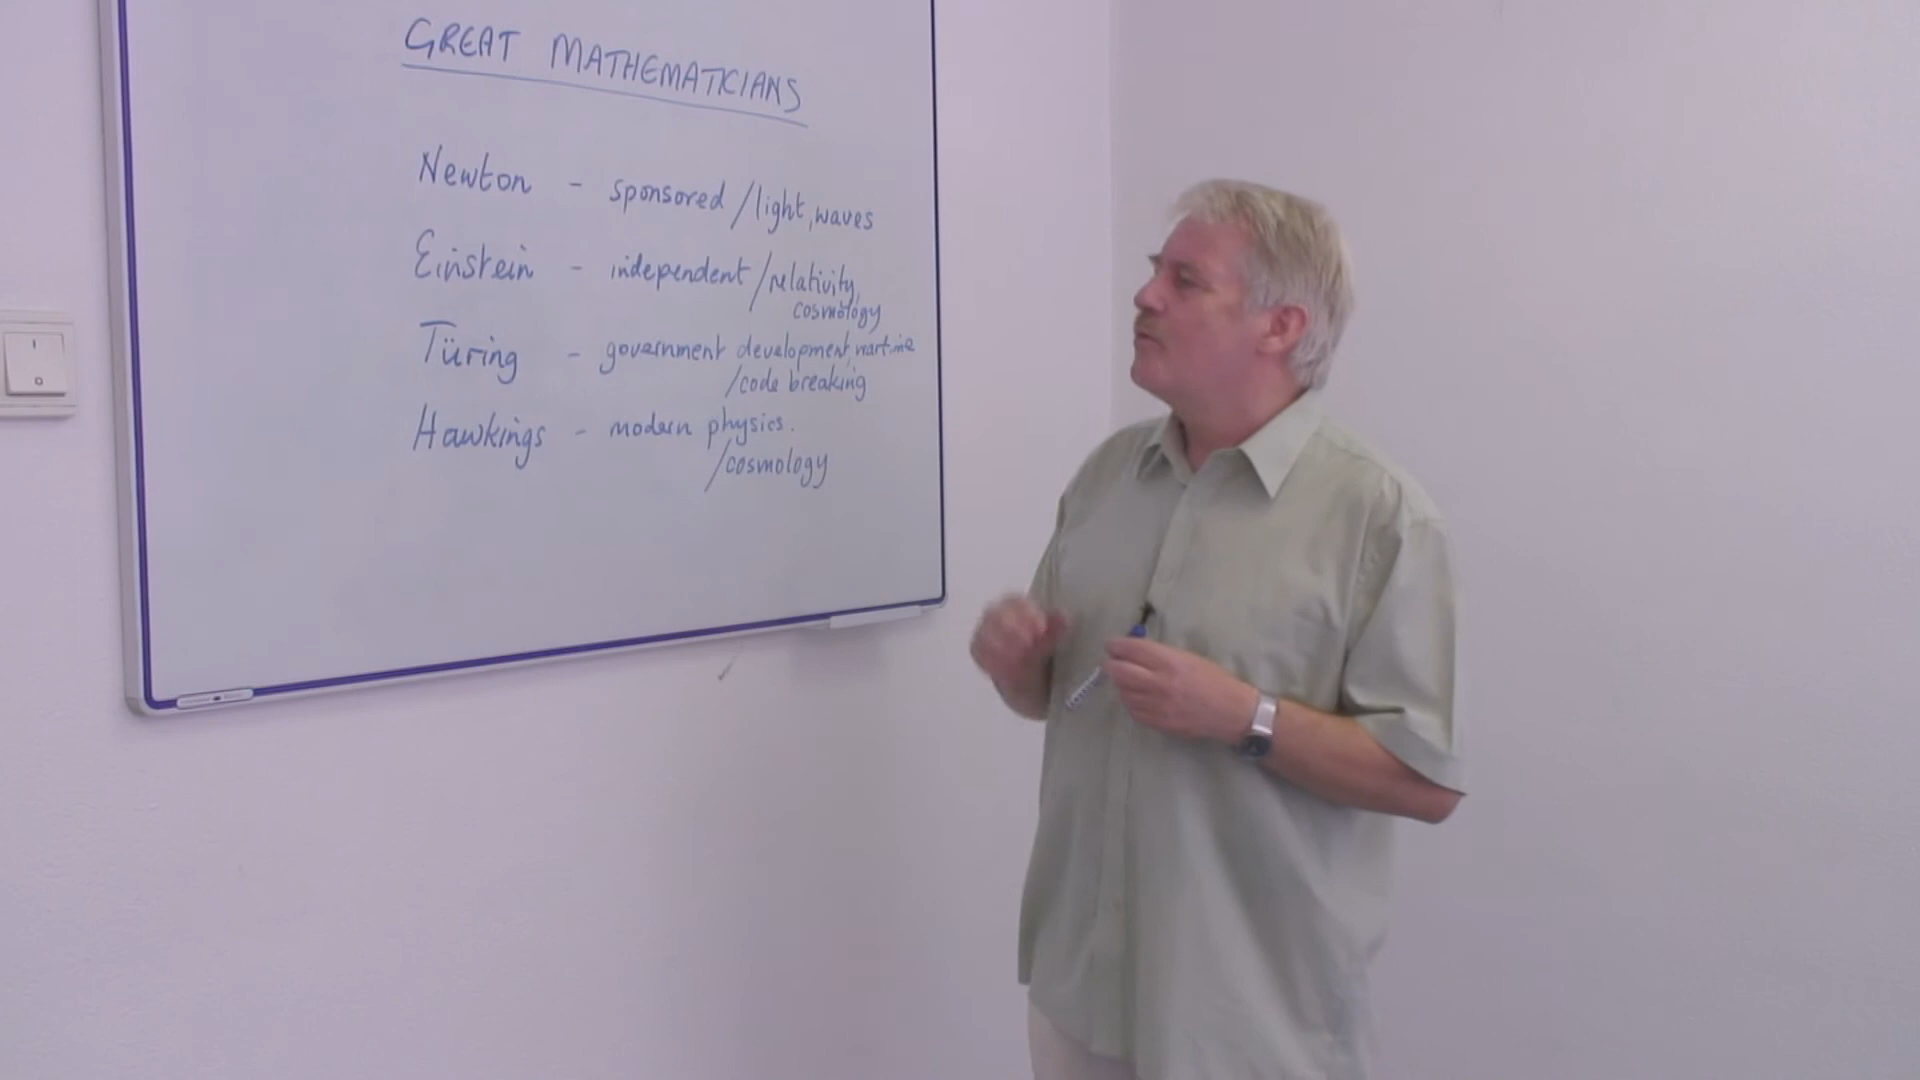 GREAT MATHEMATICIANS
Newton - sponsored /light, waves
Einstein - independent /relativity,
cosmology
Türing - government development, wartime
/code breaking
Hawkings - modern physics.
/cosmology